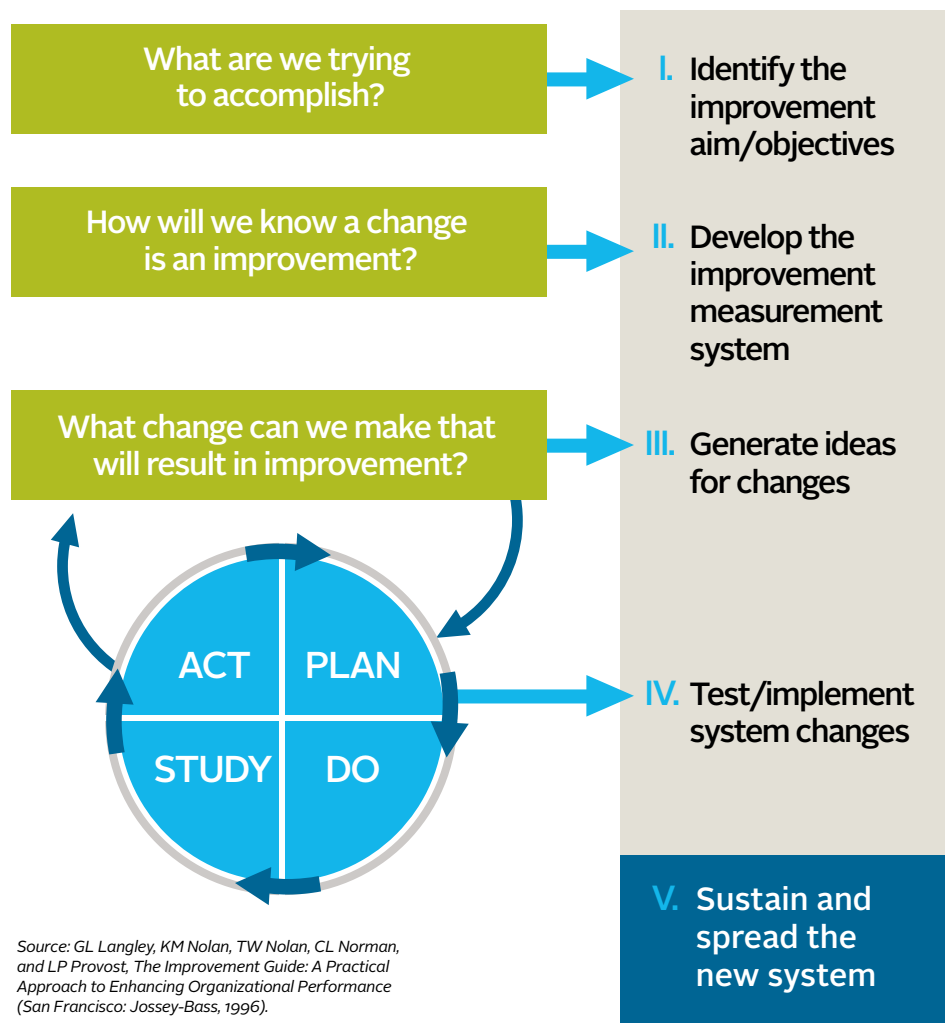 What are we trying
to accomplish?
I. Identify the
improvement
aim/objectives
How will we know a change
is an improvement?
II. Develop the
improvement
measurement
system
What change can we make that
will result in improvement?
III. Generate ideas
for changes
ACT
PLAN
STUDY
DO
IV. Test/implement
system changes
V. Sustain and
spread the
new system
Source: GL Langley, KM Nolan, TW Nolan, CL Norman,
and LP Provost, The Improvement Guide: A Practical
Approach to Enhancing Organizational Performance
(San Francisco: Jossey-Bass, 1996).